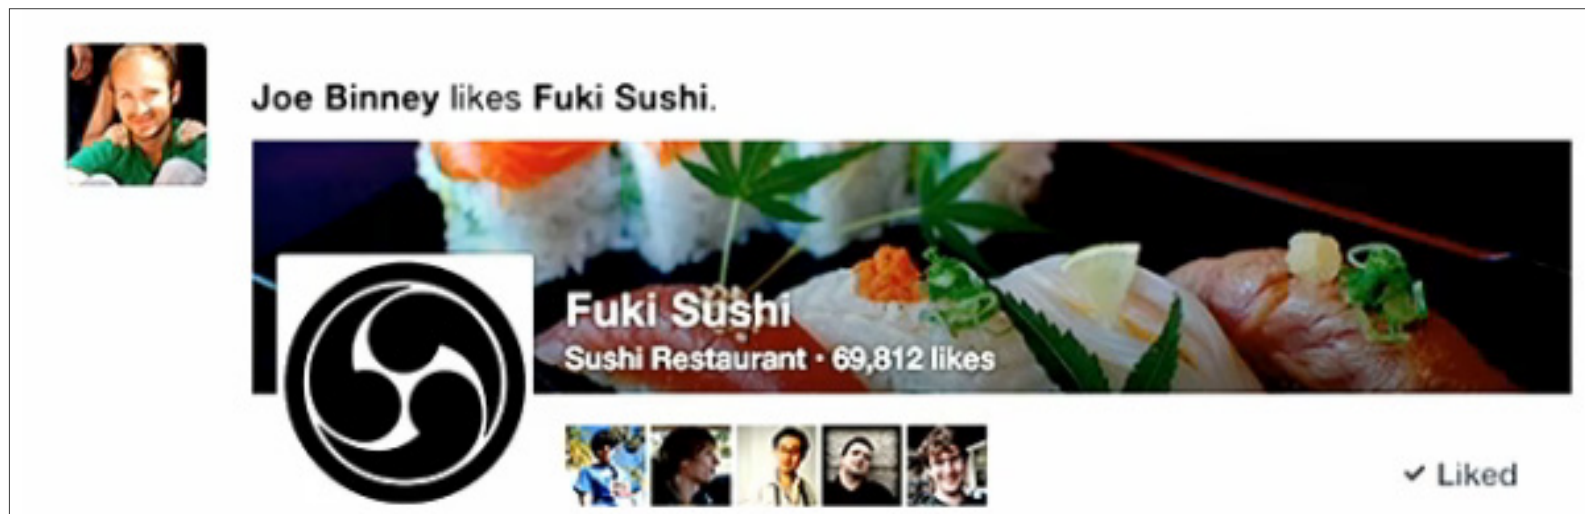 Joe Binney likes Fuki Sushi.
Fuki Sushi
Sushi Restaurant · 69,812 likes
✓ Liked